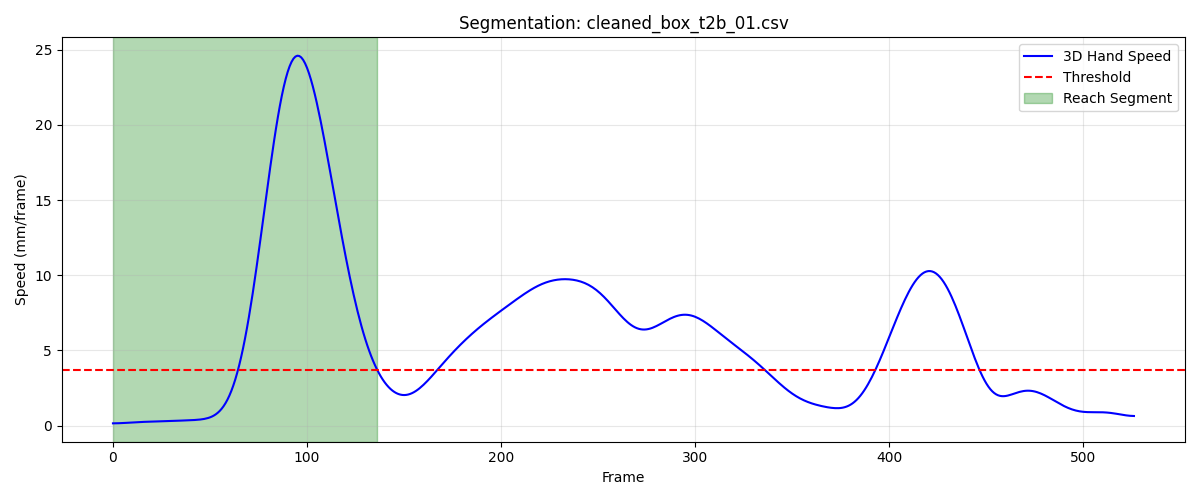 Segmentation: cleaned_box_t2b_01.csv
25
20
15
10
5
0
Speed (mm/frame)
3D Hand Speed
Threshold
Reach Segment
0 100 200 300 400 500
Frame